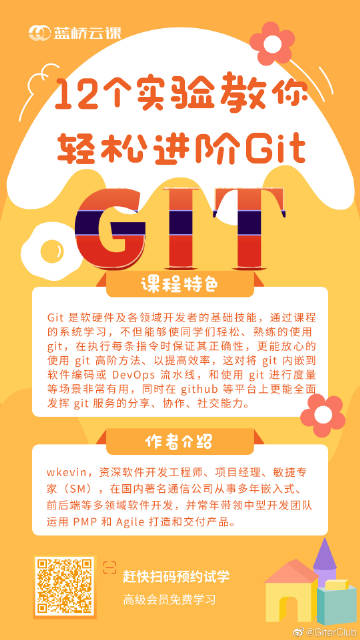 蓝桥云课
12个实验教你
轻松进阶Git
GIT
课程特色
Git 是软硬件及各领域开发者的基础技能，通过课程
的系统学习，不但能够使同学们轻松、熟练的使用
git，在执行每条指令时保证其正确性，更能放心的
使用 git 高阶方法、以提高效率，这对将 git 内嵌到
软件编码或 DevOps 流水线，和使用 git 进行度量
等场景非常有用，同时在 github 等平台上更能全面
发挥 git 服务的分享、协作、社交能力。
作者介绍
wkevin，资深软件开发工程师、项目经理、敏捷专
家（SM），在国内著名通信公司从事多年嵌入式、
前后端等多领域软件开发，并常年带领中型开发团队
运用 PMP 和 Agile 打造和交付产品。
赶快扫码预约试学
高级会员免费学习
@GiterClub